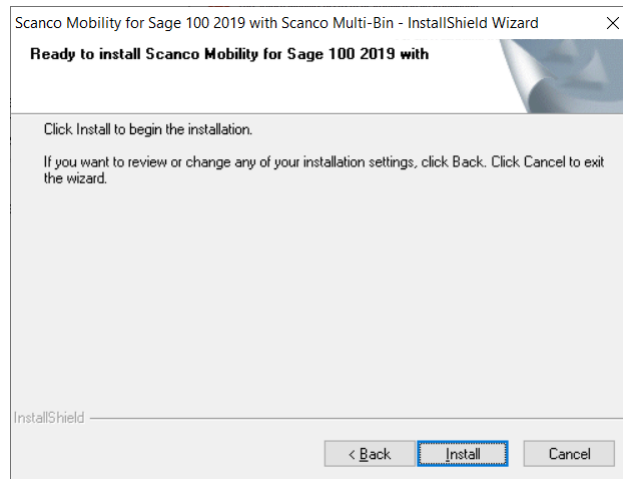 Scanco Mobility for Sage 100 2019 with Scanco Multi-Bin - InstallShield Wizard
Ready to install Scanco Mobility for Sage 100 2019 with
Click Install to begin the installation.
If you want to review or change any of your installation settings, click Back. Click Cancel to exit
the wizard.
InstallShield
< Back Install Cancel